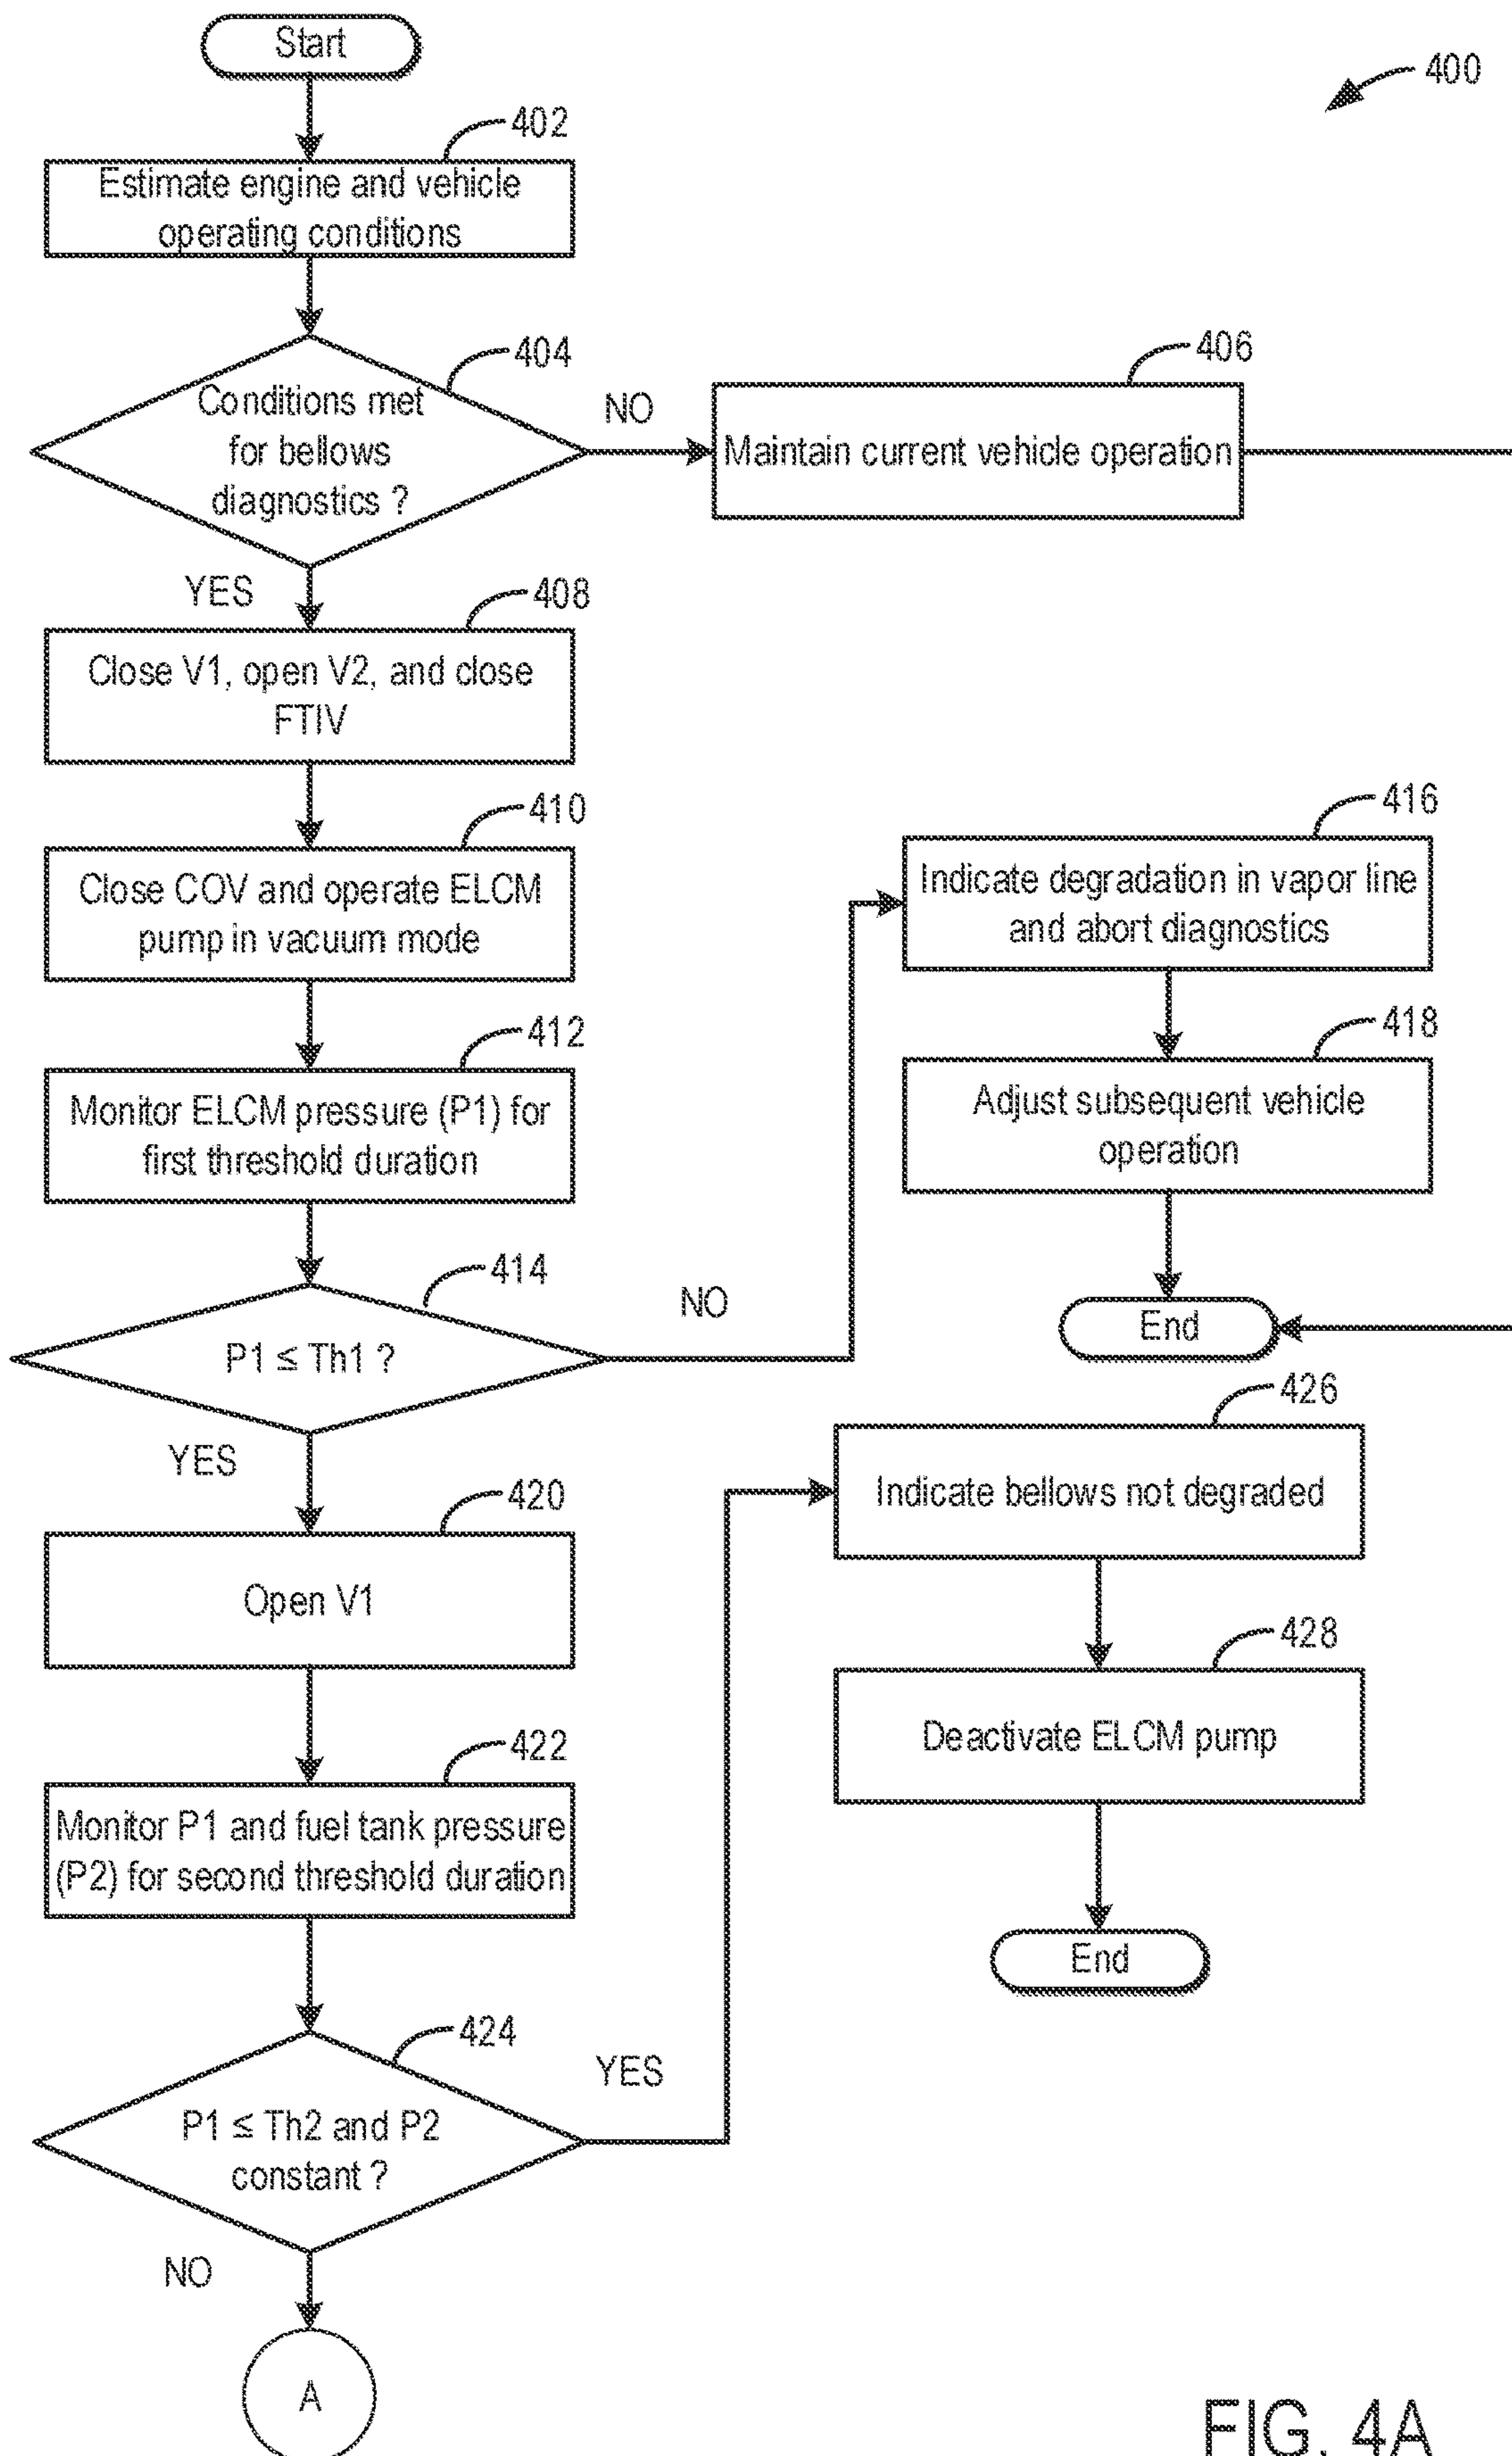 Start
400
402
Estimate engine and vehicle
operating conditions
404
Conditions met
for bellows
diagnostics ?
NO
406
Maintain current vehicle operation
YES
408
Close V1, open V2, and close
FTIV
410
Close COV and operate ELCM
pump in vacuum mode
412
Monitor ELCM pressure (P1) for
first threshold duration
414
P1 ≤ Th1 ?
NO
416
Indicate degradation in vapor line
and abort diagnostics
418
Adjust subsequent vehicle
operation
End
YES
420
Open V1
422
Monitor P1 and fuel tank pressure
(P2) for second threshold duration
424
P1 ≤ Th2 and P2
constant ?
YES
426
Indicate bellows not degraded
428
Deactivate ELCM pump
End
NO
A
FIG. 4A